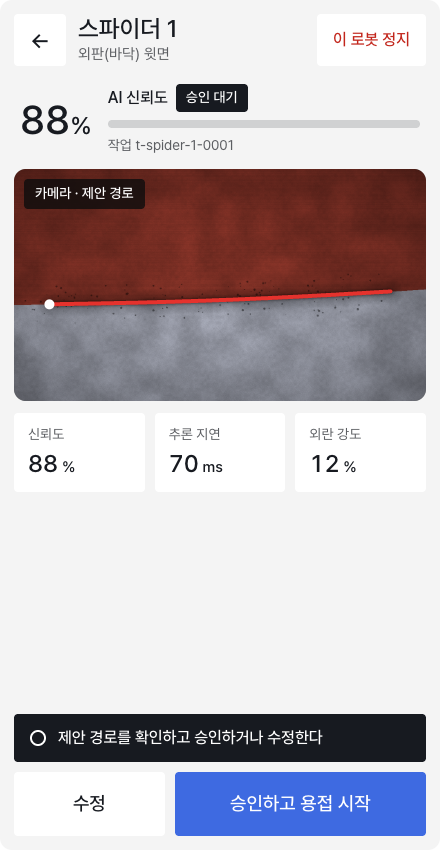 스파이더 1
외판(바닥) 윗면
이 로봇 정지
88%
AI 신뢰도
승인 대기
작업 t-spider-1-0001
카메라 · 제안 경로
신뢰도
88 %
추론 지연
70 ms
외란 강도
12 %
제안 경로를 확인하고 승인하거나 수정한다
수정
승인하고 용접 시작